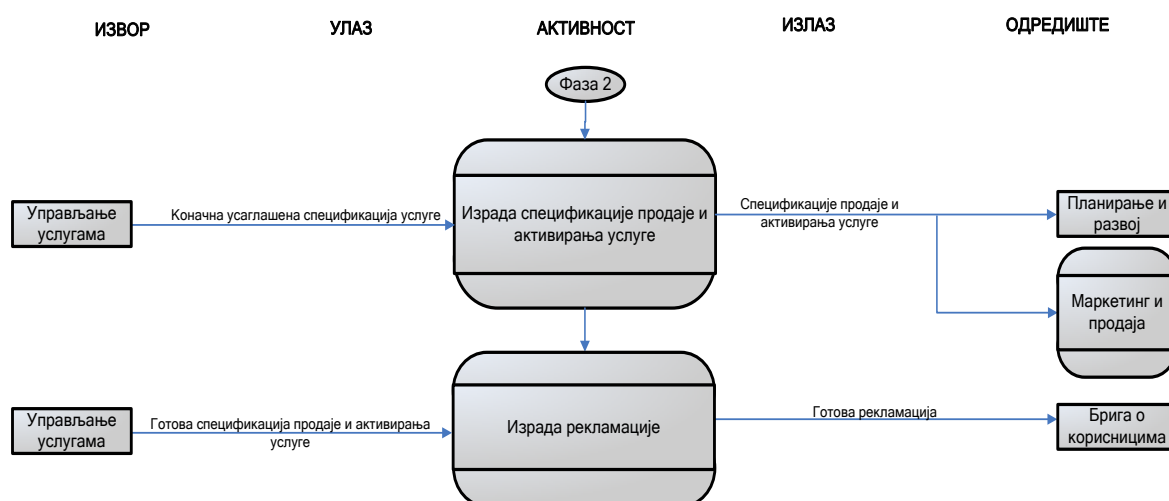 ИЗВОР УЛАЗ АКТИВНОСТ ИЗЛАЗ ОДРЕДИШТЕ
Фаза 2
Управљање
услугама
Коначна усаглашена спецификација услуге
Израда спецификације продаје и
активирања услуге
Спецификације продаје и
активирања услуге
Планирање и
развој
Маркетинг и
продаја
Управљање
услугама
Готова спецификација продаје и активирања
услуге
Израда рекламације
Готова рекламација
Брига о
корисницима